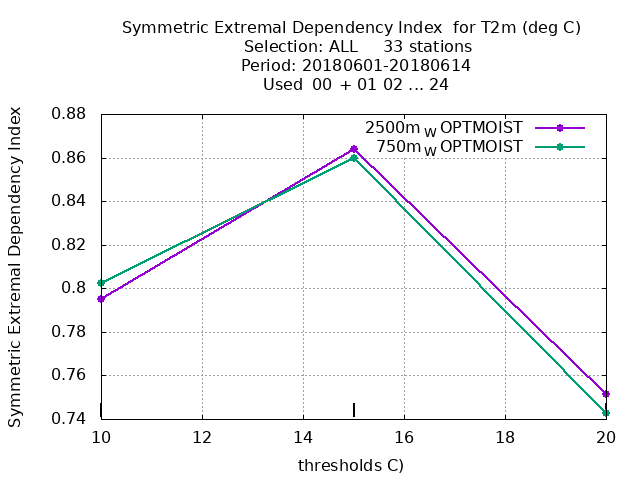 Symmetric Extremal Dependency Index  for T2m (deg C)
Selection: ALL     33 stations
Period: 20180601-20180614
Used  00 + 01 02 ... 24
Symmetric Extremal Dependency Index
0.88
0.86
0.84
0.82
0.8
0.78
0.76
0.74
2500m_W OPTMOIST
750m_W OPTMOIST
10 12 14 16 18 20
thresholds C)